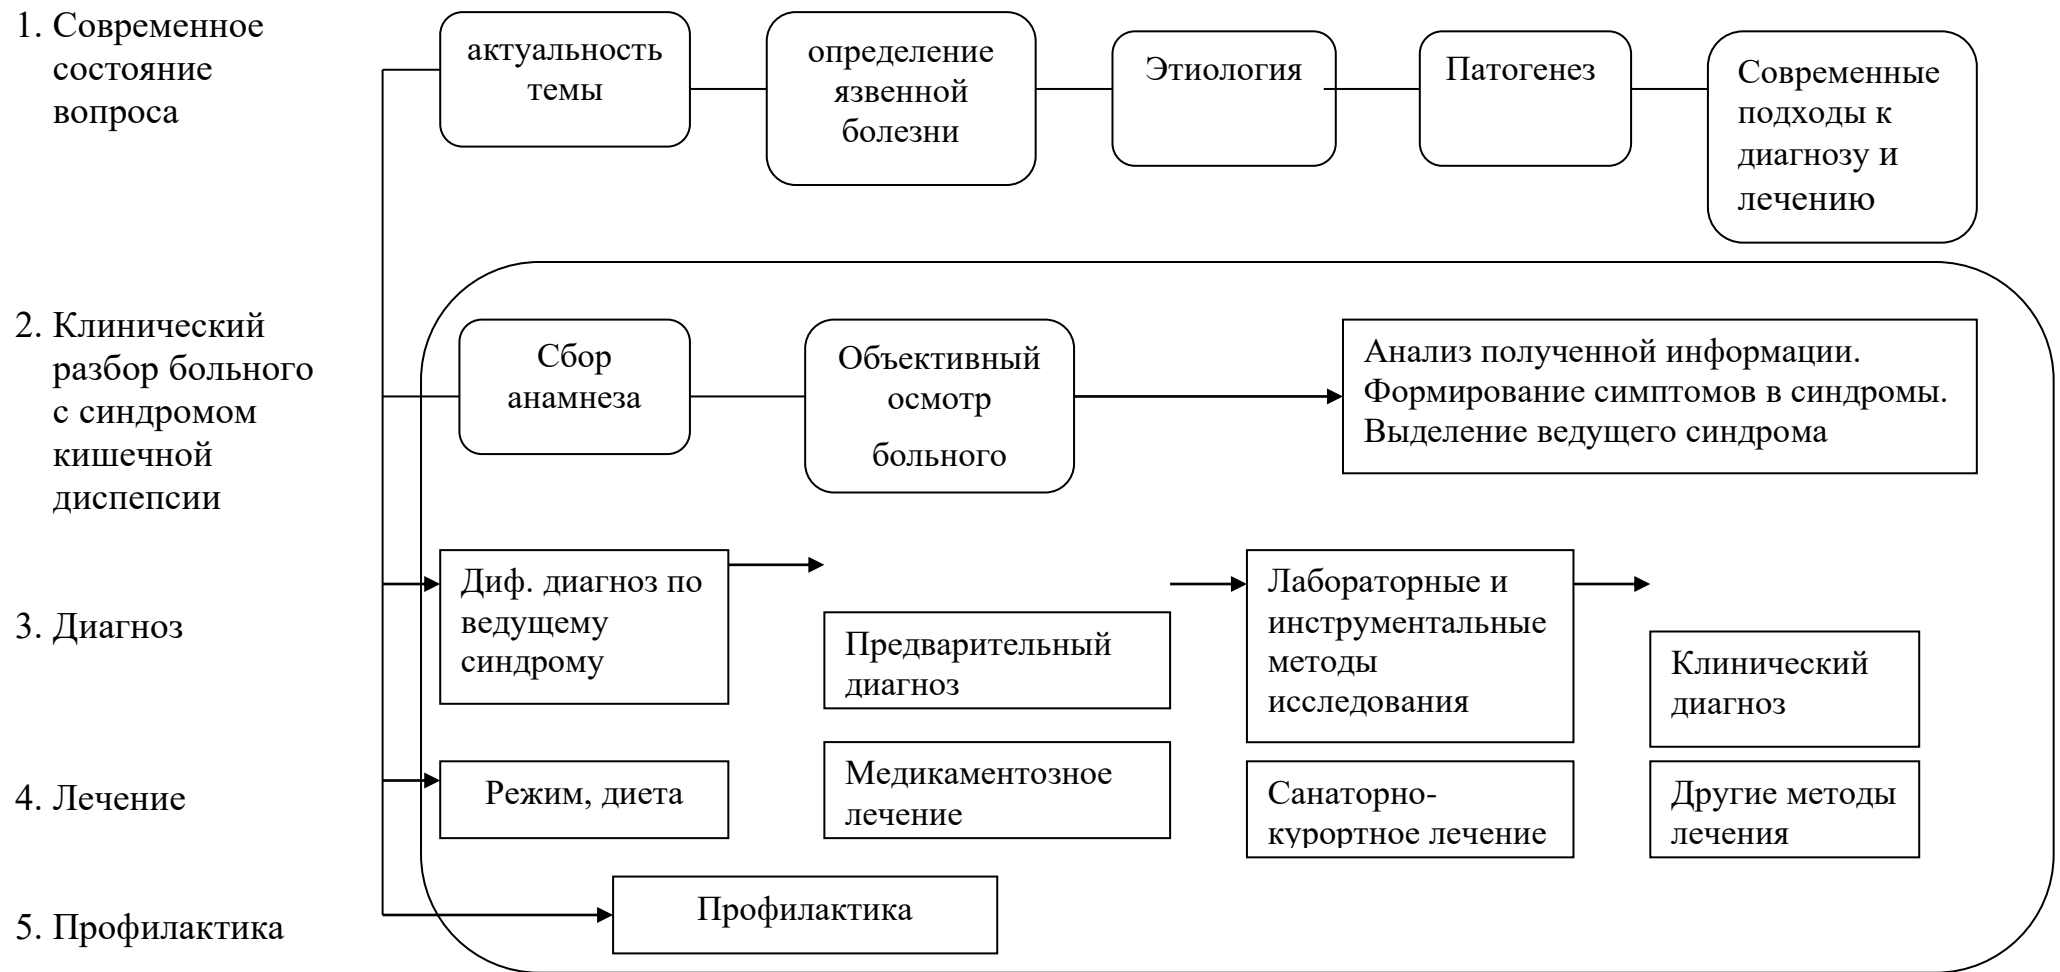 1. Современное
состояние
вопроса
актуальность
темы
определение
язвенной
болезни
Этиология
Патогенез
Современные
подходы к
диагнозу и
лечению
2. Клинический
разбор больного
с синдромом
кишечной
диспепсии
Сбор
анамнеза
Объективный
осмотр
больного
Анализ полученной информации.
Формирование симптомов в синдромы.
Выделение ведущего синдрома
3. Диагноз
Диф. диагноз по
ведущему
синдрому
Предварительный
диагноз
Лабораторные и
инструментальные
методы
исследования
Клинический
диагноз
4. Лечение
Режим, диета
Медикаментозное
лечение
Санаторно-
курортное лечение
Другие методы
лечения
5. Профилактика
Профилактика